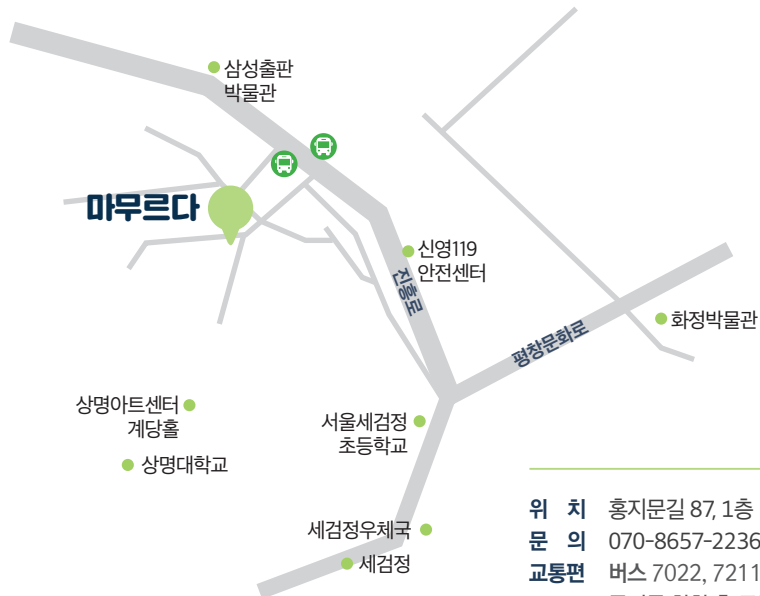 삼성출판
박물관
마무르다
신영119
안전센터
진흥로
평창문화로
화정박물관
상명아트센터
계당홀
상명대학교
서울세검정
초등학교
세검정우체국
세검정
위 치 홍지문길 87, 1층
문 의 070-8657-2236
교통편 버스 7022, 7211